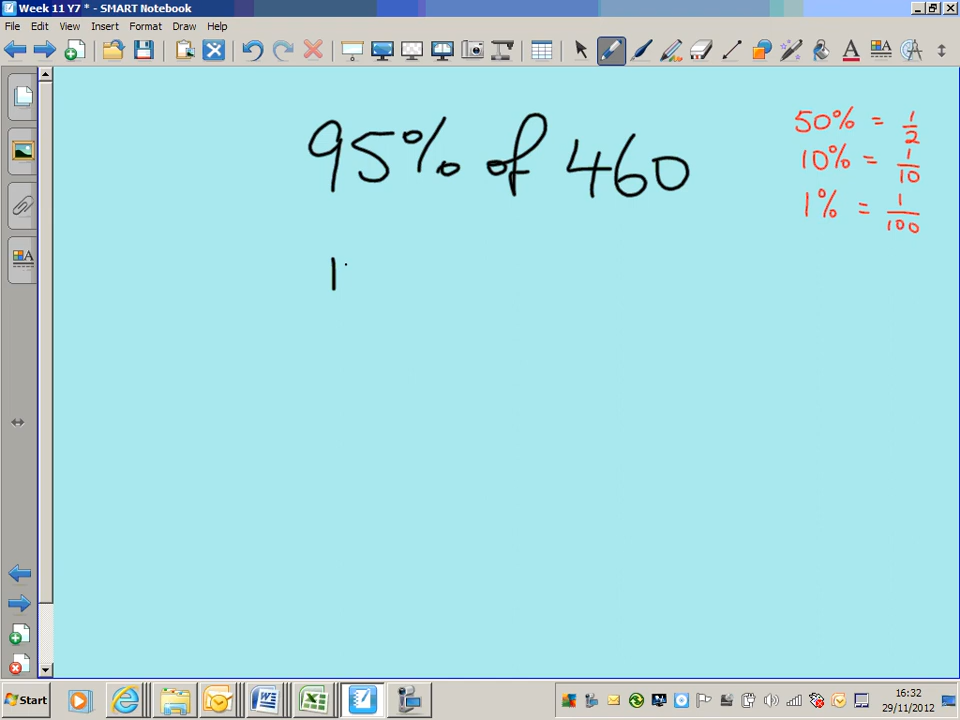 Week 11 Y7 * - SMART Notebook
File Edit View Insert Format Draw Help
95% of 460
1
50% = 1/2
10% = 1/10
1% = 1/100
Start
16:32
29/11/2012